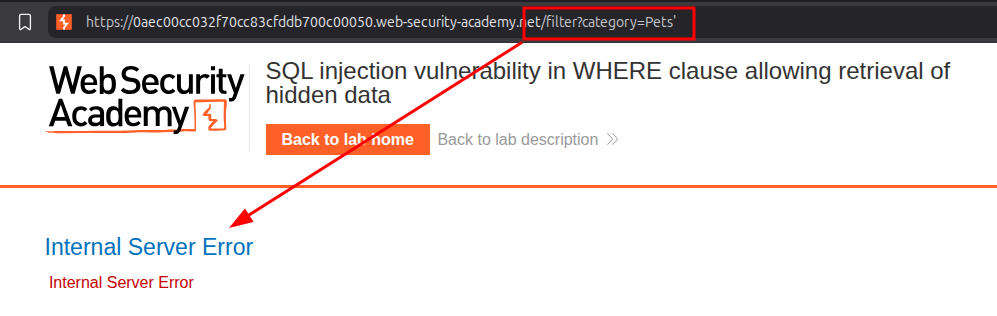 https://0aec00cc032f70cc83cfddb700c00050.web-security-academy.net/filter?category=Pets'
Web Security
Academy
SQL injection vulnerability in WHERE clause allowing retrieval of
hidden data
Back to lab home
Back to lab description
Internal Server Error
Internal Server Error